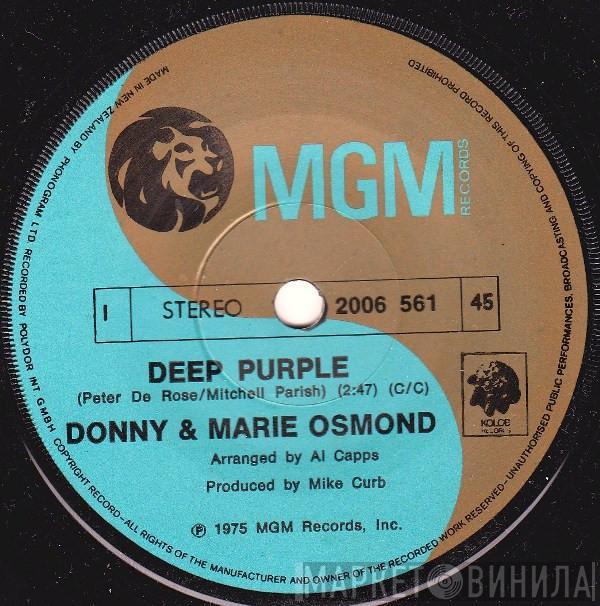 MADE IN NEW ZEALAND BY PHONOGRAM LTD RECORDED BY POLYDOR INT GMBH COPYRIGHT RECORD - ALL RIGHTS OF THE MANUFACTURER AND OWNER OF THE RECORDED WORK RESERVED - UNAUTHORISED PUBLIC PERFORMANCES, BROADCASTING AND COPYING OF THIS RECORD PROHIBITED
MGM
RECORDS
I STEREO 2006 561 45
DEEP PURPLE
(Peter De Rose/Mitchell Parish) (2:47) (C/C)
KOLOB
RECORDS
DONNY & MARIE OSMOND
Arranged by Al Capps
Produced by Mike Curb
℗ 1975 MGM Records, Inc.
МАРКЕТ ВИНИЛА